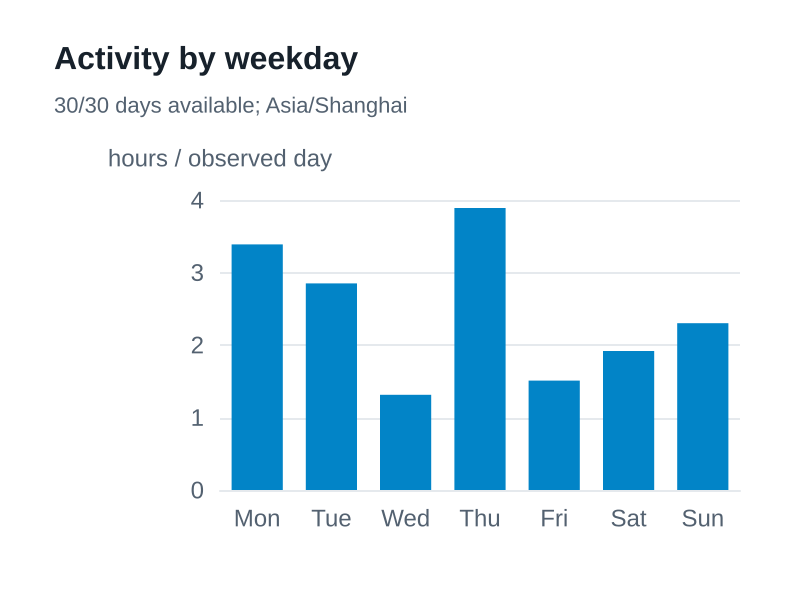 Activity by weekday
30/30 days available; Asia/Shanghai
hours / observed day
4
3
2
1
0
Mon Tue Wed Thu Fri Sat Sun